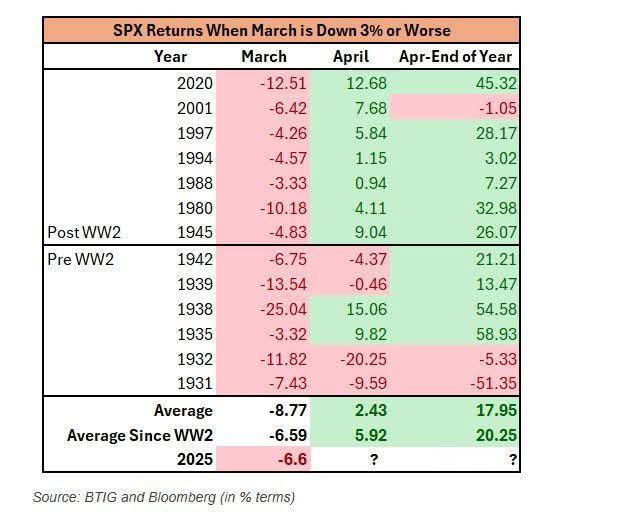 SPX Returns When March is Down 3% or Worse
Year March April Apr-End of Year
2020 -12.51 12.68 45.32
2001 -6.42 7.68 -1.05
1997 -4.26 5.84 28.17
1994 -4.57 1.15 3.02
1988 -3.33 0.94 7.27
1980 -10.18 4.11 32.98
Post WW2 1945 -4.83 9.04 26.07
Pre WW2 1942 -6.75 -4.37 21.21
1939 -13.54 -0.46 13.47
1938 -25.04 15.06 54.58
1935 -3.32 9.82 58.93
1932 -11.82 -20.25 -5.33
1931 -7.43 -9.59 -51.35
Average -8.77 2.43 17.95
Average Since WW2 -6.59 5.92 20.25
2025 -6.6 ? ?
Source: BTIG and Bloomberg (in % terms)